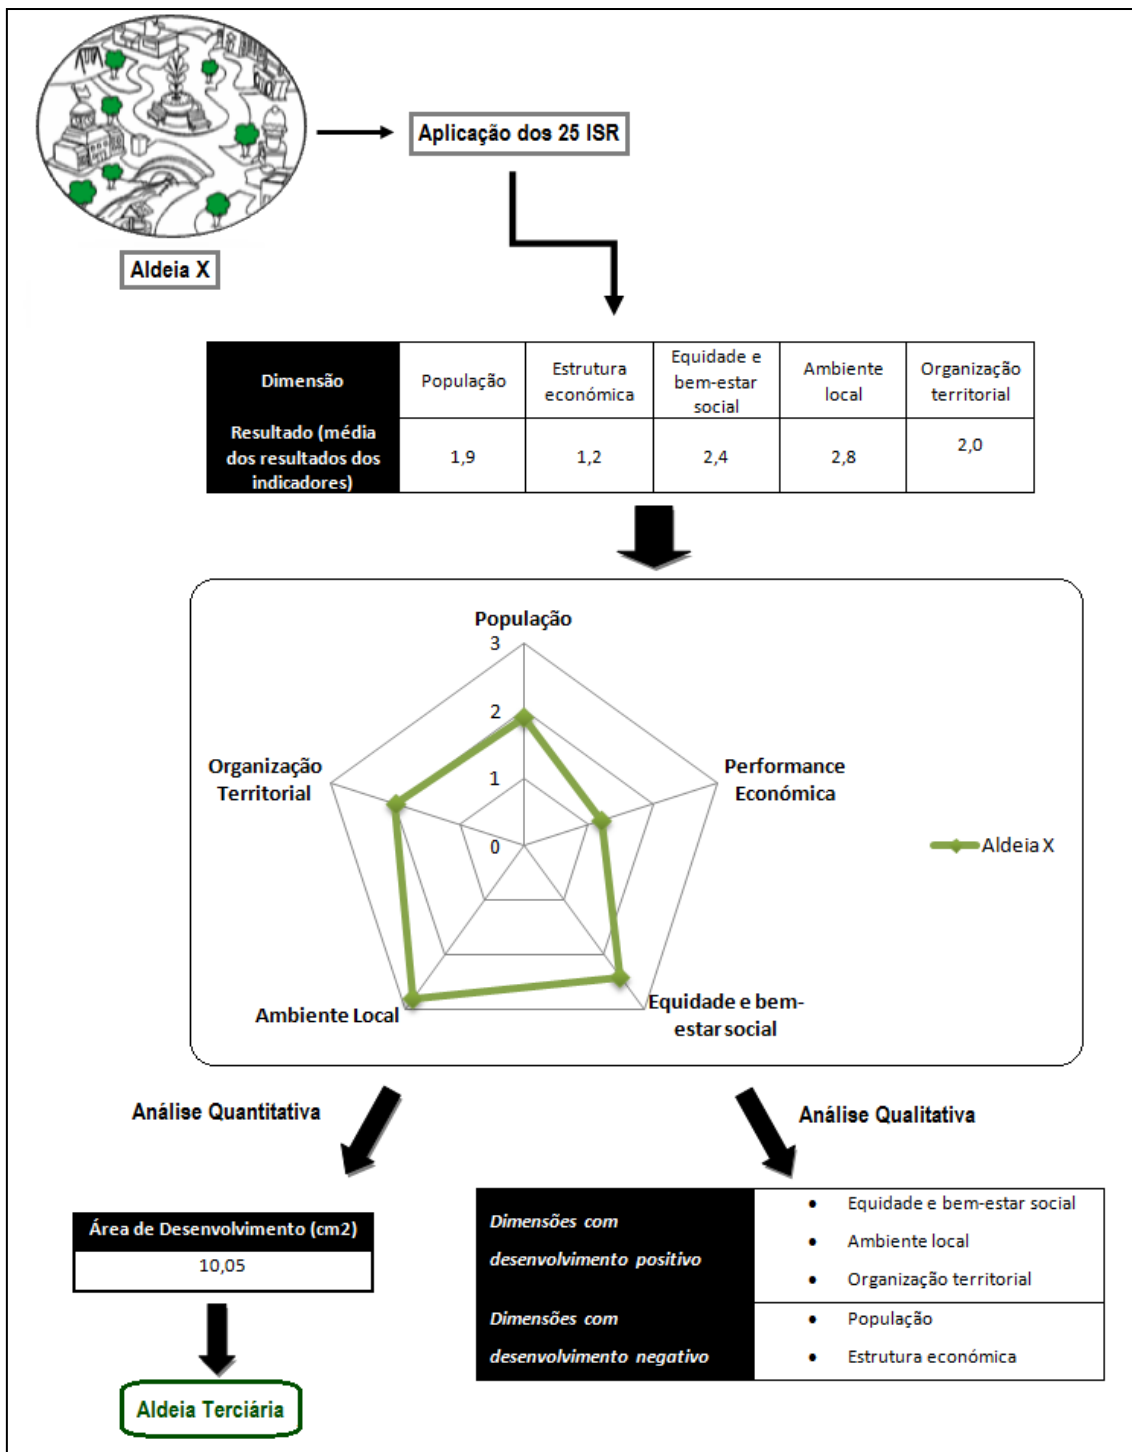 Aplicação dos 25 ISR
Aldeia X
Dimensão
População
Estrutura
económica
Equidade e
bem-estar
social
Ambiente
local
Organização
territorial
Resultado (média
dos resultados dos
indicadores)
1,9
1,2
2,4
2,8
2,0
População
3
2
1
0
Organização
Territorial
Performance
Económica
Aldeia X
Ambiente Local
Equidade e bem-
estar social
Análise Quantitativa
Análise Qualitativa
Área de Desenvolvimento (cm2)
10,05
Aldeia Terciária
Dimensões com
desenvolvimento positivo
• Equidade e bem-estar social
• Ambiente local
• Organização territorial
Dimensões com
desenvolvimento negativo
• População
• Estrutura económica